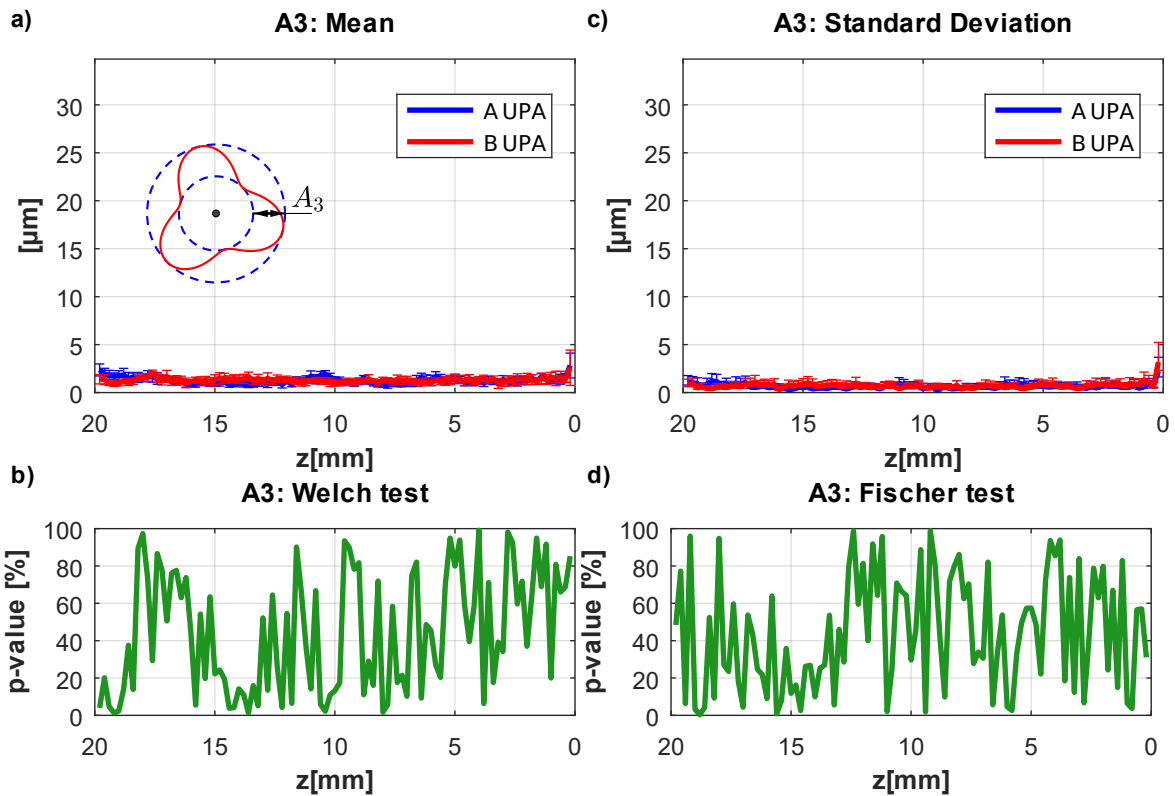 a)
A3: Mean
[µm]
30
25
20
15
10
5
0
20
15
10
5
0
z[mm]
A UPA
B UPA
A3
c)
A3: Standard Deviation
[µm]
30
25
20
15
10
5
0
20
15
10
5
0
z[mm]
A UPA
B UPA
b)
A3: Welch test
p-value [%]
100
80
60
40
20
0
20
15
10
5
0
z[mm]
d)
A3: Fischer test
p-value [%]
100
80
60
40
20
0
20
15
10
5
0
z[mm]